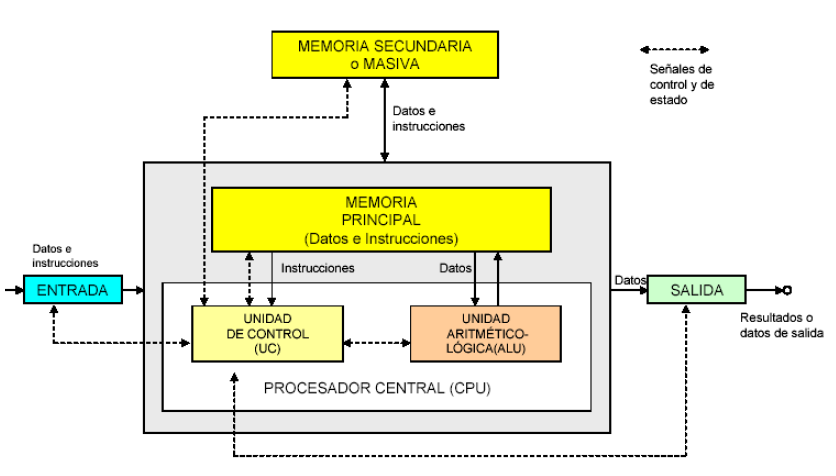 MEMORIA SECUNDARIA
o MASIVA
Señales de
control y de
estado
Datos e
instrucciones
MEMORIA
PRINCIPAL
(Datos e Instrucciones)
Datos e
instrucciones
Instrucciones
Datos
ENTRADA
Datos
SALIDA
Resultados o
datos de salida
UNIDAD
DE CONTROL
(UC)
UNIDAD
ARITMÉTICO-
LÓGICA(ALU)
PROCESADOR CENTRAL (CPU)